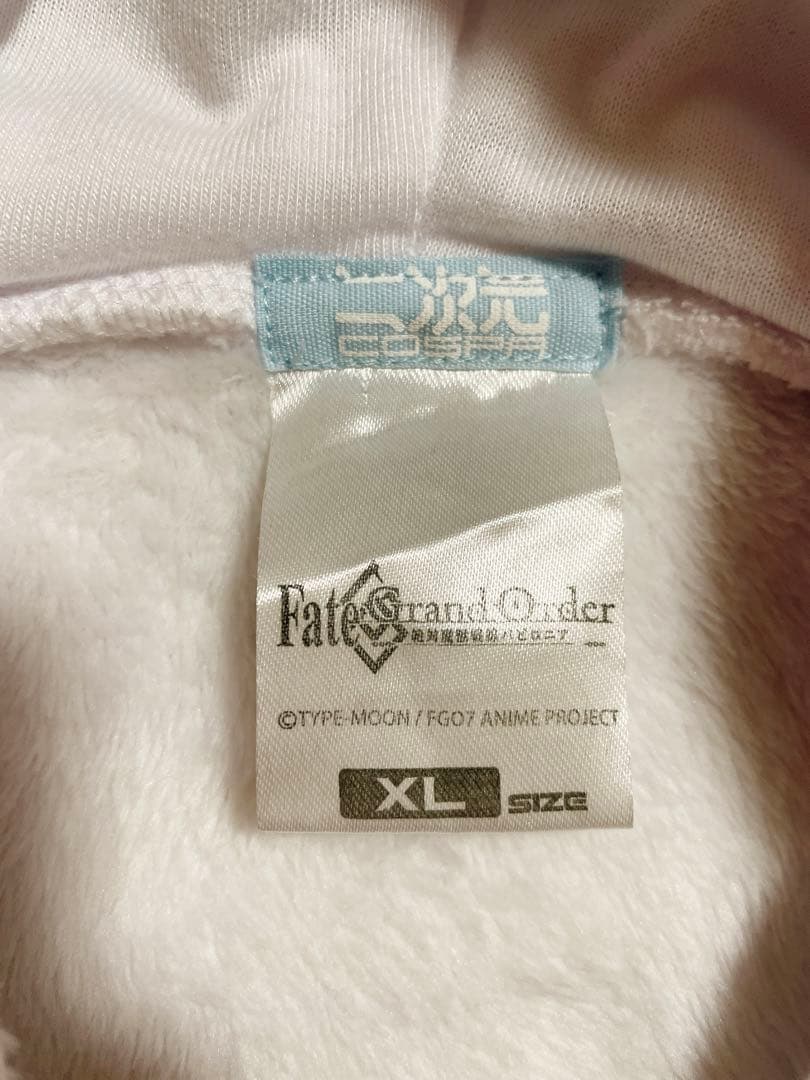 二次元
COSPA
Fate/Grand Order
絶対魔獣戦線バビロニア
©TYPE-MOON / FGO7 ANIME PROJECT
XL SIZE